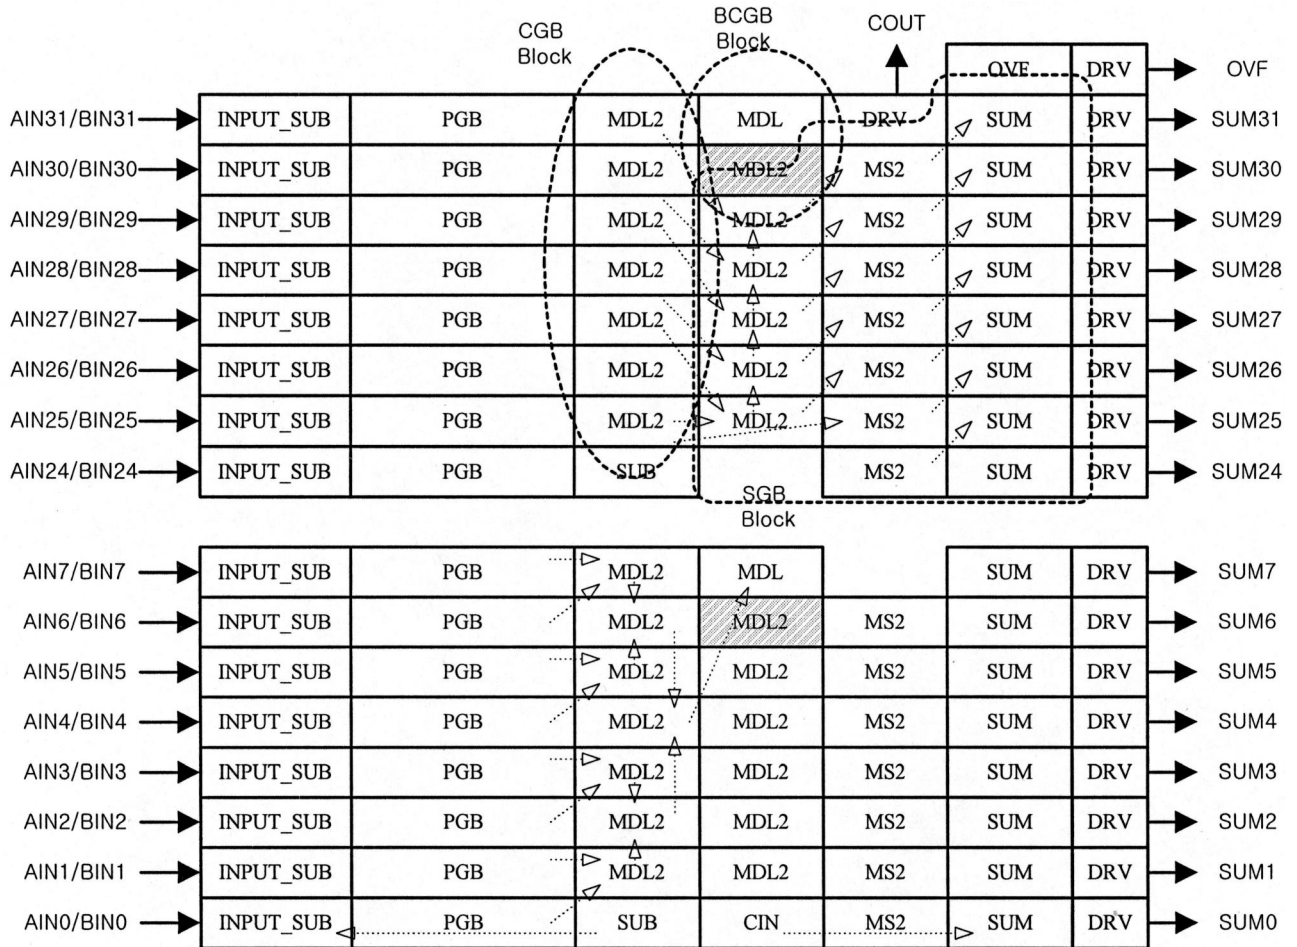 CGB
Block
BCGB
Block
COUT
OVF DRV OVF
AIN31/BIN31 INPUT_SUB PGB MDL2 MDL DRV SUM DRV SUM31
AIN30/BIN30 INPUT_SUB PGB MDL2 MDL2 MS2 SUM DRV SUM30
AIN29/BIN29 INPUT_SUB PGB MDL2 MDL2 MS2 SUM DRV SUM29
AIN28/BIN28 INPUT_SUB PGB MDL2 MDL2 MS2 SUM DRV SUM28
AIN27/BIN27 INPUT_SUB PGB MDL2 MDL2 MS2 SUM DRV SUM27
AIN26/BIN26 INPUT_SUB PGB MDL2 MDL2 MS2 SUM DRV SUM26
AIN25/BIN25 INPUT_SUB PGB MDL2 MDL2 MS2 SUM DRV SUM25
AIN24/BIN24 INPUT_SUB PGB SUB MS2 SUM DRV SUM24
SGB
Block
AIN7/BIN7 INPUT_SUB PGB MDL2 MDL SUM DRV SUM7
AIN6/BIN6 INPUT_SUB PGB MDL2 MDL2 MS2 SUM DRV SUM6
AIN5/BIN5 INPUT_SUB PGB MDL2 MDL2 MS2 SUM DRV SUM5
AIN4/BIN4 INPUT_SUB PGB MDL2 MDL2 MS2 SUM DRV SUM4
AIN3/BIN3 INPUT_SUB PGB MDL2 MDL2 MS2 SUM DRV SUM3
AIN2/BIN2 INPUT_SUB PGB MDL2 MDL2 MS2 SUM DRV SUM2
AIN1/BIN1 INPUT_SUB PGB MDL2 MDL2 MS2 SUM DRV SUM1
AIN0/BIN0 INPUT_SUB PGB SUB CIN MS2 SUM DRV SUM0